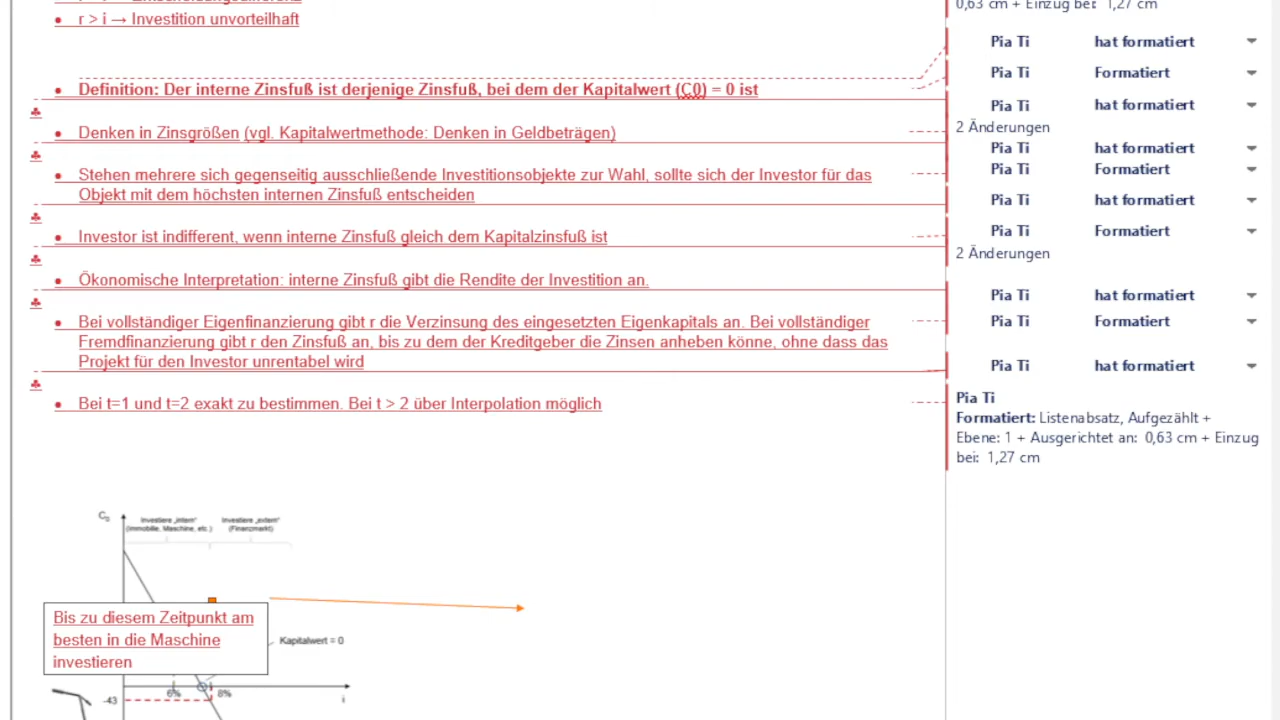 r > i → Investition unvorteilhaft
0,63 cm + Einzug bei: 1,27 cm
Pia Ti hat formatiert
Pia Ti Formatiert
Definition: Der interne Zinsfuß ist derjenige Zinsfuß, bei dem der Kapitalwert (C0) = 0 ist
Pia Ti hat formatiert
2 Änderungen
Denken in Zinsgrößen (vgl. Kapitalwertmethode: Denken in Geldbeträgen)
Pia Ti hat formatiert
Pia Ti Formatiert
Stehen mehrere sich gegenseitig ausschließende Investitionsobjekte zur Wahl, sollte sich der Investor für das
Objekt mit dem höchsten internen Zinsfuß entscheiden
Pia Ti hat formatiert
Pia Ti Formatiert
2 Änderungen
Investor ist indifferent, wenn interne Zinsfuß gleich dem Kapitalzinsfuß ist
Ökonomische Interpretation: interne Zinsfuß gibt die Rendite der Investition an.
Pia Ti hat formatiert
Pia Ti Formatiert
Bei vollständiger Eigenfinanzierung gibt r die Verzinsung des eingesetzten Eigenkapitals an. Bei vollständiger
Fremdfinanzierung gibt r den Zinsfuß an, bis zu dem der Kreditgeber die Zinsen anheben könne, ohne dass das
Projekt für den Investor unrentabel wird
Pia Ti hat formatiert
Bei t=1 und t=2 exakt zu bestimmen. Bei t > 2 über Interpolation möglich
Pia Ti
Formatiert: Listenabsatz, Aufgezählt +
Ebene: 1 + Ausgerichtet an: 0,63 cm + Einzug
bei: 1,27 cm
C0
Investiere „intern“
(Immobilie, Maschine, etc.)
Investiere „extern“
(Finanzmarkt)
Bis zu diesem Zeitpunkt am
besten in die Maschine
investieren
Kapitalwert = 0
6% 8%
-43
i